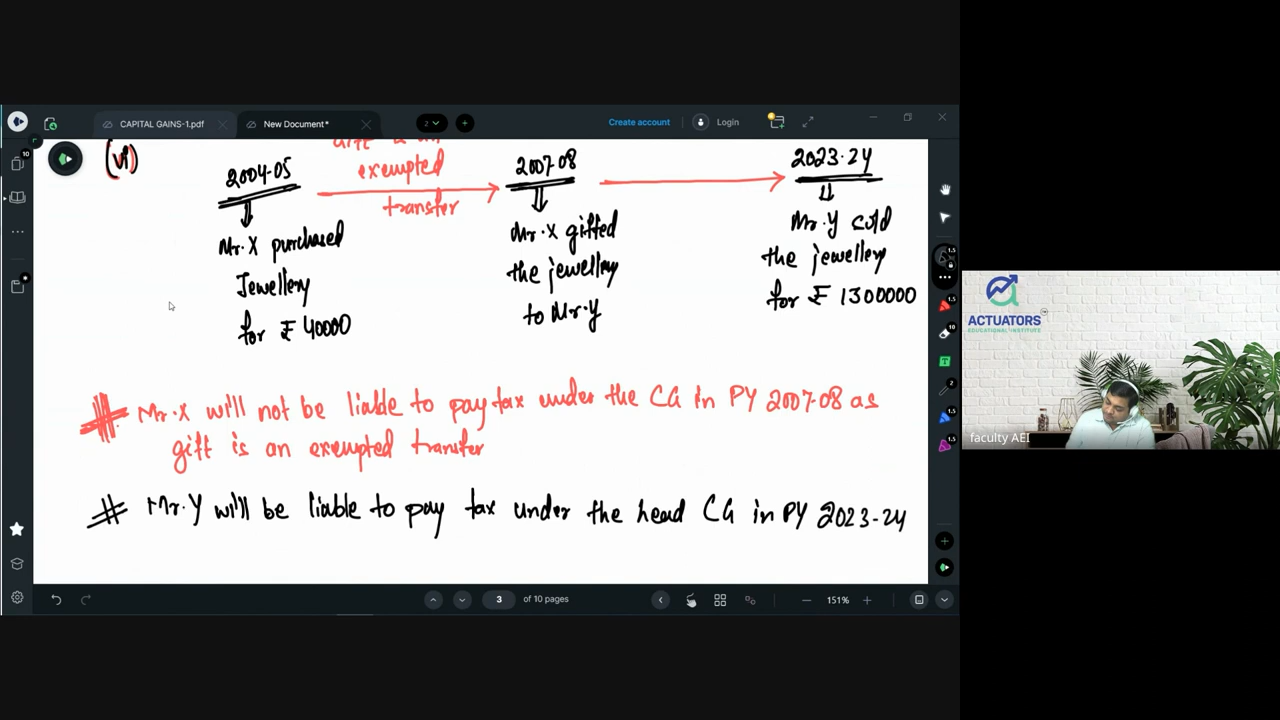 CAPITAL GAINS-1.pdf
New Document*
2
Create account
Login
(vi)
exempted
transfer
2004-05
2007-08
2023-24
Mr.X purchased
Jewellery
for ₹ 40000
Mr.X gifted
the jewellery
to Mr.Y
Mr.Y sold
the jewellery
for ₹ 1300000
Mr.X will not be liable to pay tax under the CG in PY 2007-08 as
gift is an exempted transfer
# Mr.Y will be liable to pay tax under the head CG in PY 2023-24
3 of 10 pages
151%
ACTUATORS
EDUCATIONAL INSTITUTE
faculty AEI